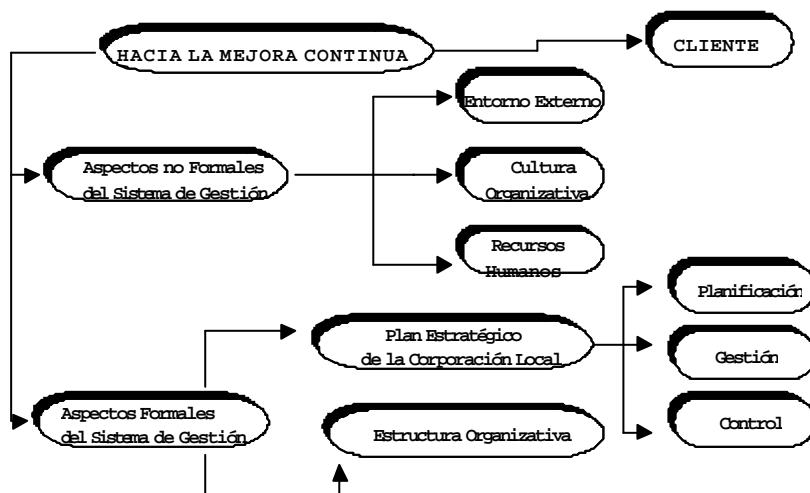 HACIA LA MEJORA CONTINUA
CLIENTE
Entorno Externo
Aspectos no Formales
del Sistema de Gestión
Cultura
Organizativa
Recursos
Humanos
Planificación
Plan Estratégico
de la Corporación Local
Gestión
Aspectos Formales
del Sistema de Gestión
Estructura Organizativa
Control